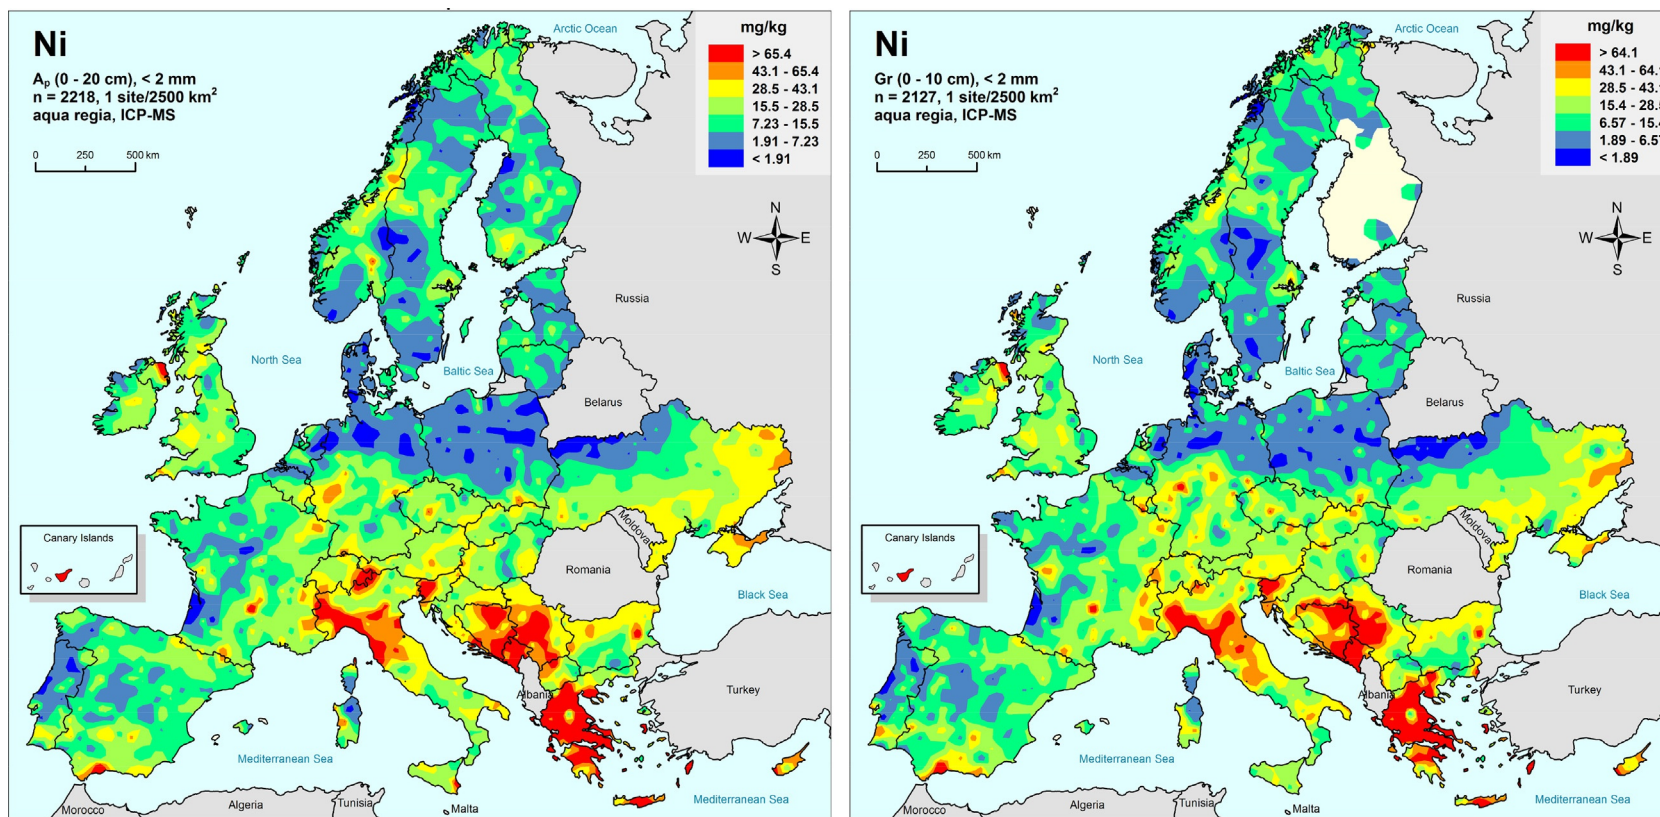 Ni
Aₚ (0 - 20 cm), < 2 mm
n = 2218, 1 site/2500 km²
aqua regia, ICP-MS
0 250 500 km
mg/kg
> 65.4
43.1 - 65.4
28.5 - 43.1
15.5 - 28.5
7.23 - 15.5
1.91 - 7.23
< 1.91
Arctic Ocean
N
W E
S
Russia
North Sea
Baltic Sea
Belarus
Canary Islands
Moldova
Romania
Black Sea
Albania
Turkey
Mediterranean Sea
Mediterranean Sea
Morocco
Algeria
Tunisia
Malta
Ni
Gr (0 - 10 cm), < 2 mm
n = 2127, 1 site/2500 km²
aqua regia, ICP-MS
0 250 500 km
mg/kg
> 64.1
43.1 - 64.1
28.5 - 43.1
15.4 - 28.5
6.57 - 15.4
1.89 - 6.57
< 1.89
Arctic Ocean
N
W E
S
Russia
North Sea
Baltic Sea
Belarus
Canary Islands
Moldova
Romania
Black Sea
Albania
Turkey
Mediterranean Sea
Mediterranean Sea
Morocco
Algeria
Tunisia
Malta